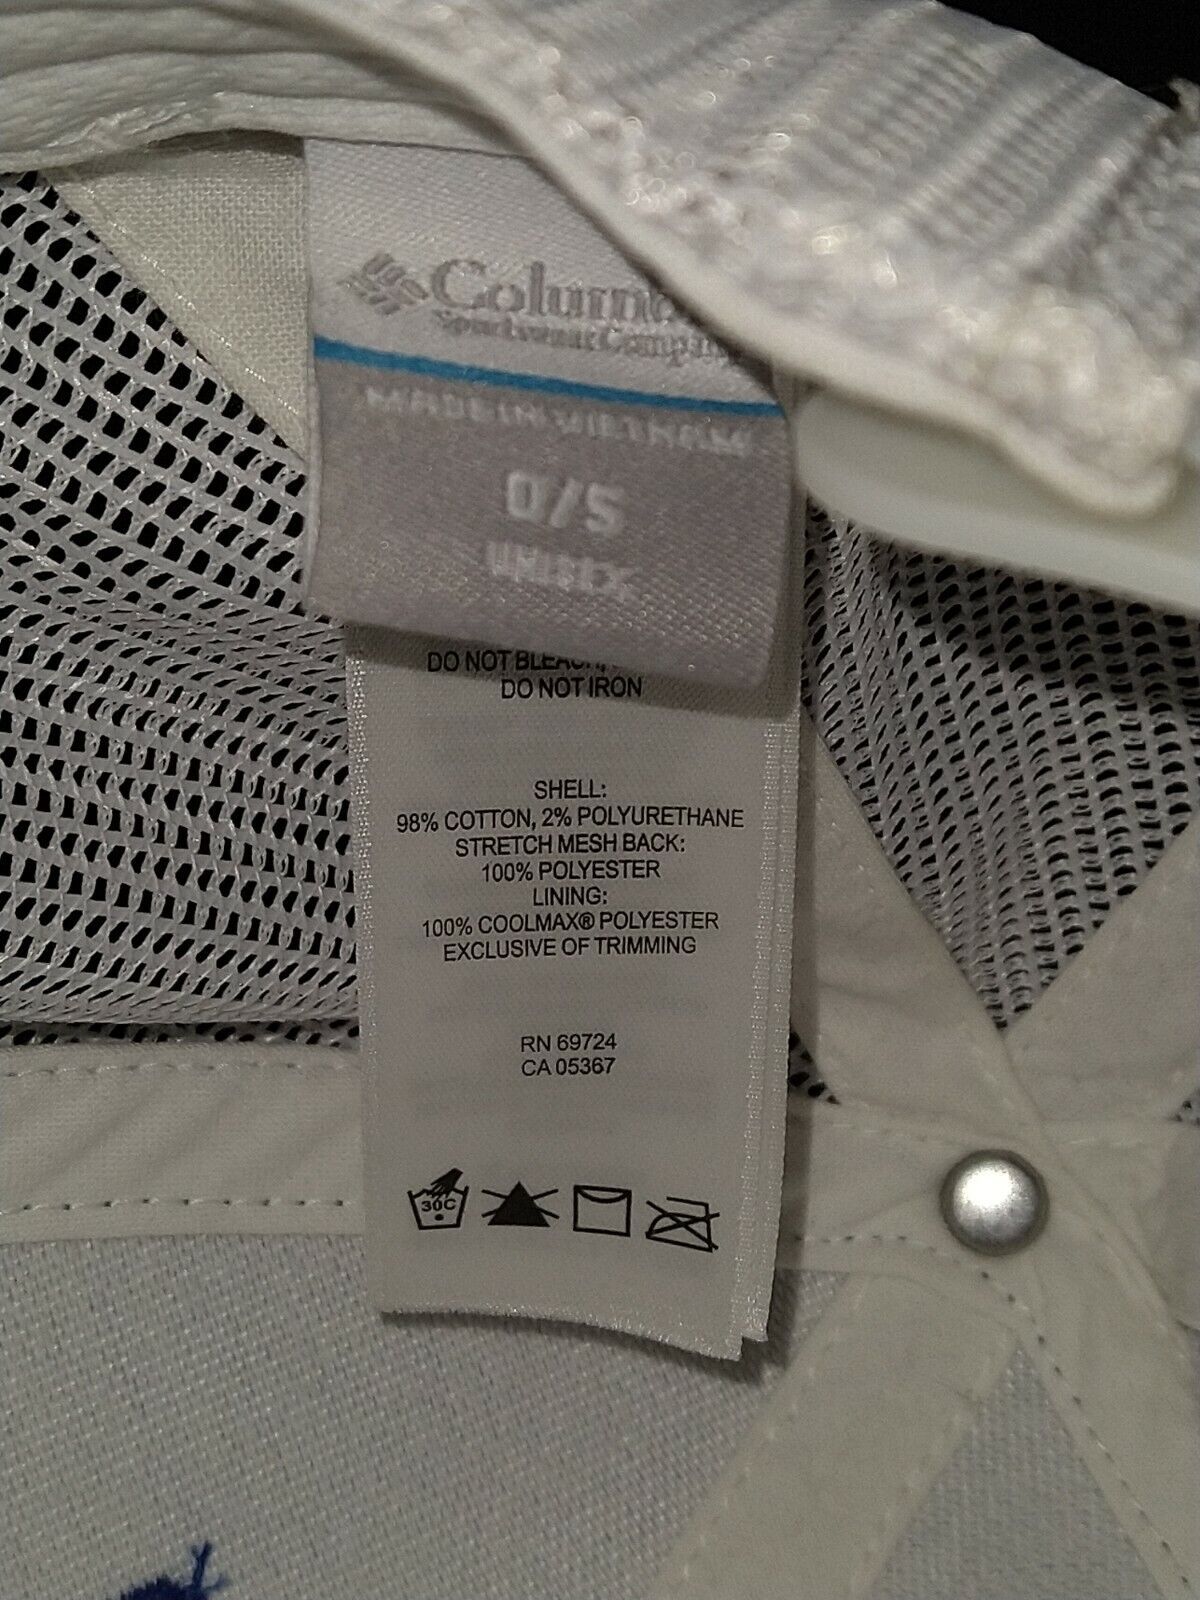 Colum
Sportswear Company
MADE IN VIETNAM
O/S
UNISEX
DO NOT BLEACH,
DO NOT IRON
SHELL:
98% COTTON, 2% POLYURETHANE
STRETCH MESH BACK:
100% POLYESTER
LINING:
100% COOLMAX® POLYESTER
EXCLUSIVE OF TRIMMING
RN 69724
CA 05367
30C